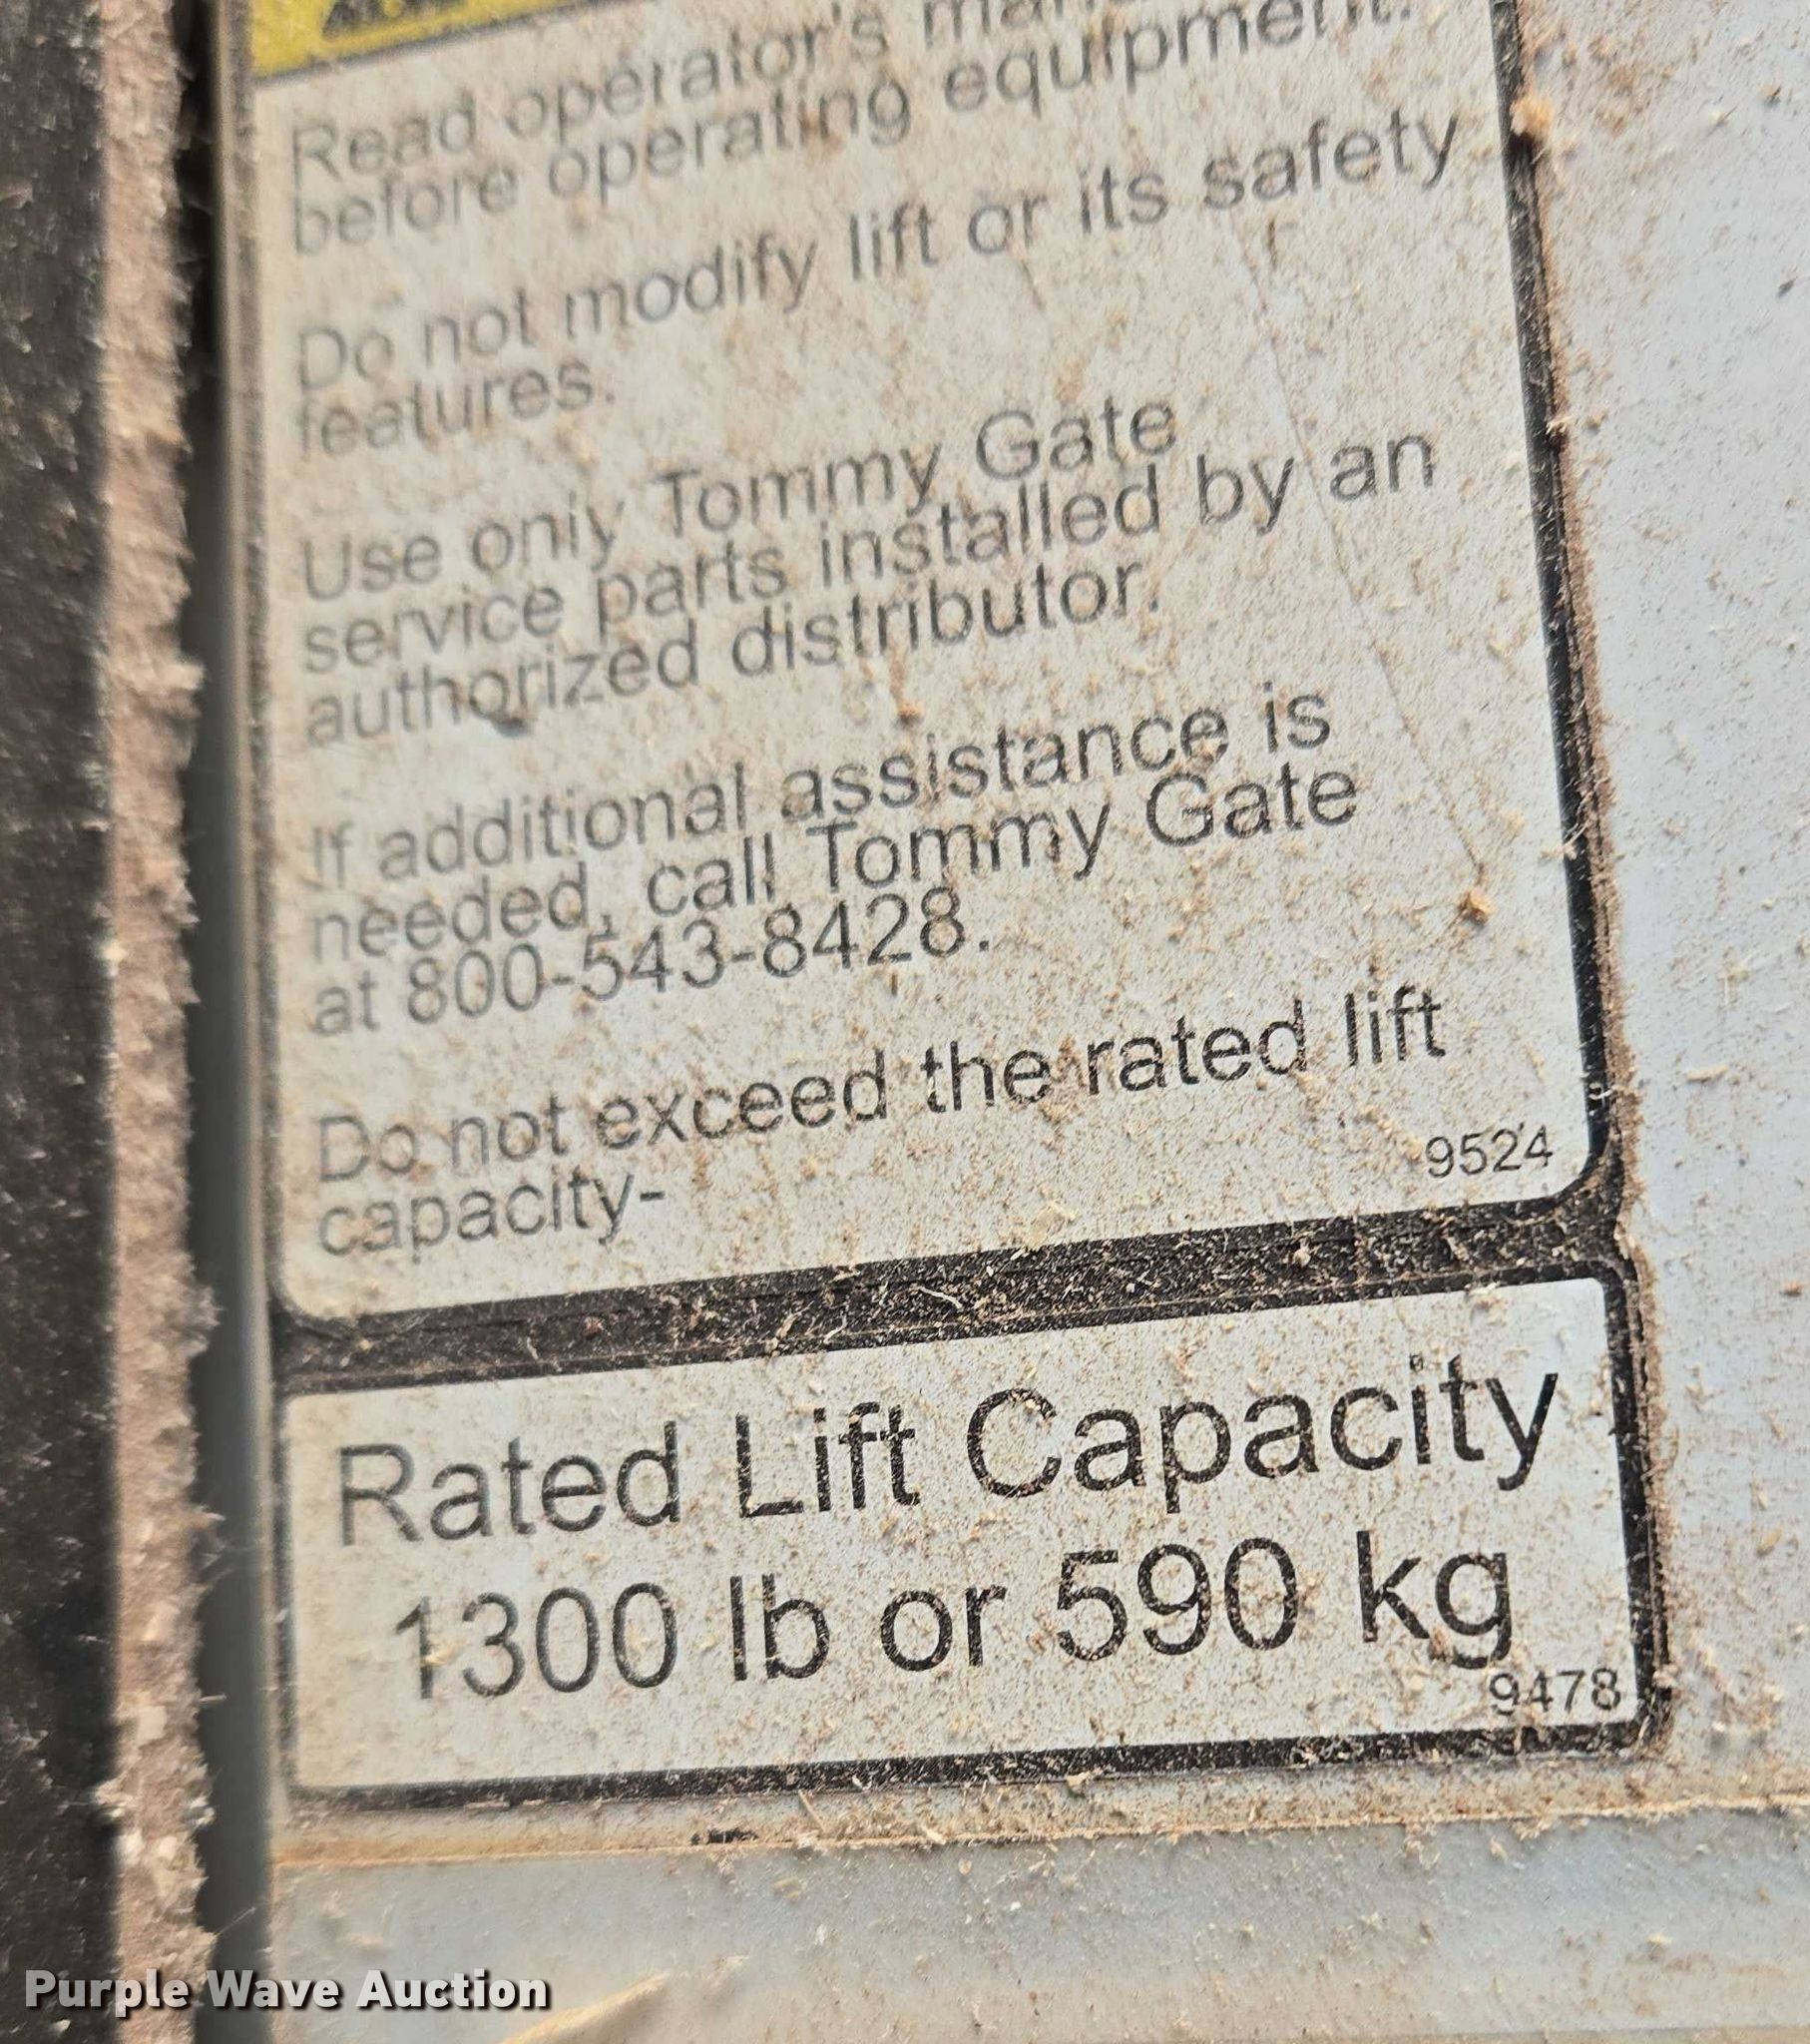 Read operator's
before operating equipment.
Do not modify lift or its safety
features.
Use only Tommy Gate
service parts installed by an
authorized distributor.
If additional assistance is
needed, call Tommy Gate
at 800-543-8428.
Do not exceed the rated lift
capacity-
9524
Rated Lift Capacity
1300 lb or 590 kg
9478
Purple Wave Auction